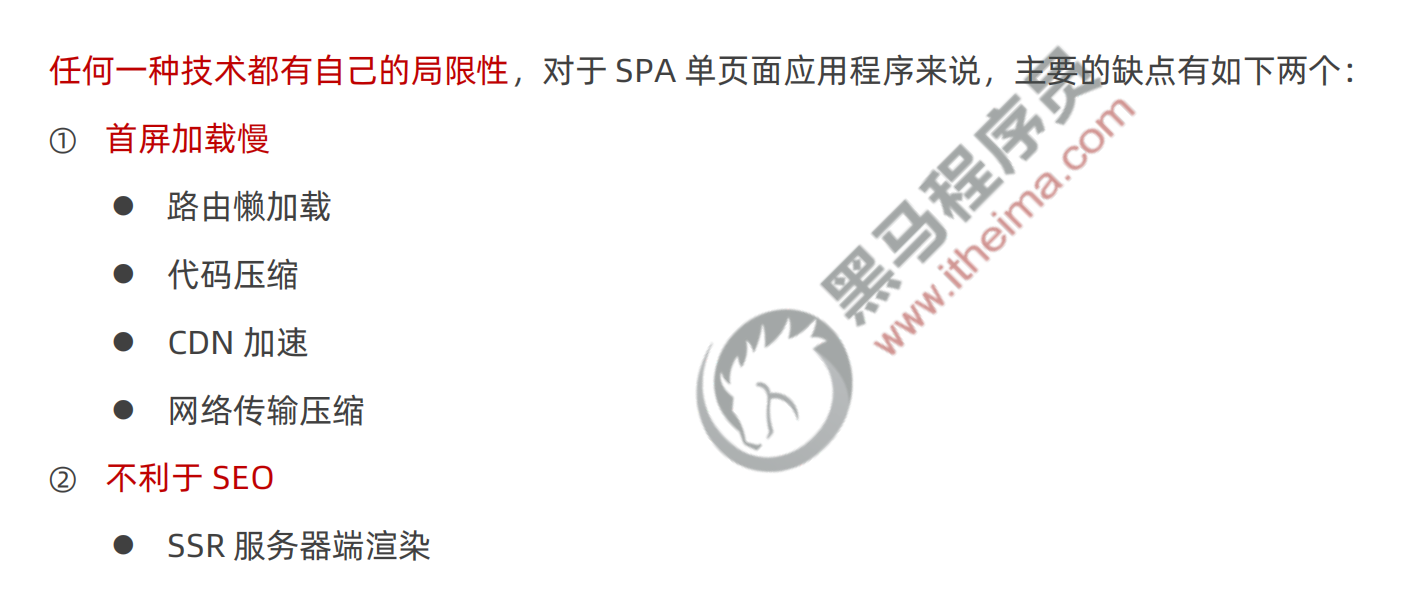 任何一种技术都有自己的局限性，对于 SPA 单页面应用程序来说，主要的缺点有如下两个：
① 首屏加载慢
● 路由懒加载
● 代码压缩
● CDN 加速
● 网络传输压缩
② 不利于 SEO
● SSR 服务器端渲染
黑马程序员
www.itheima.com